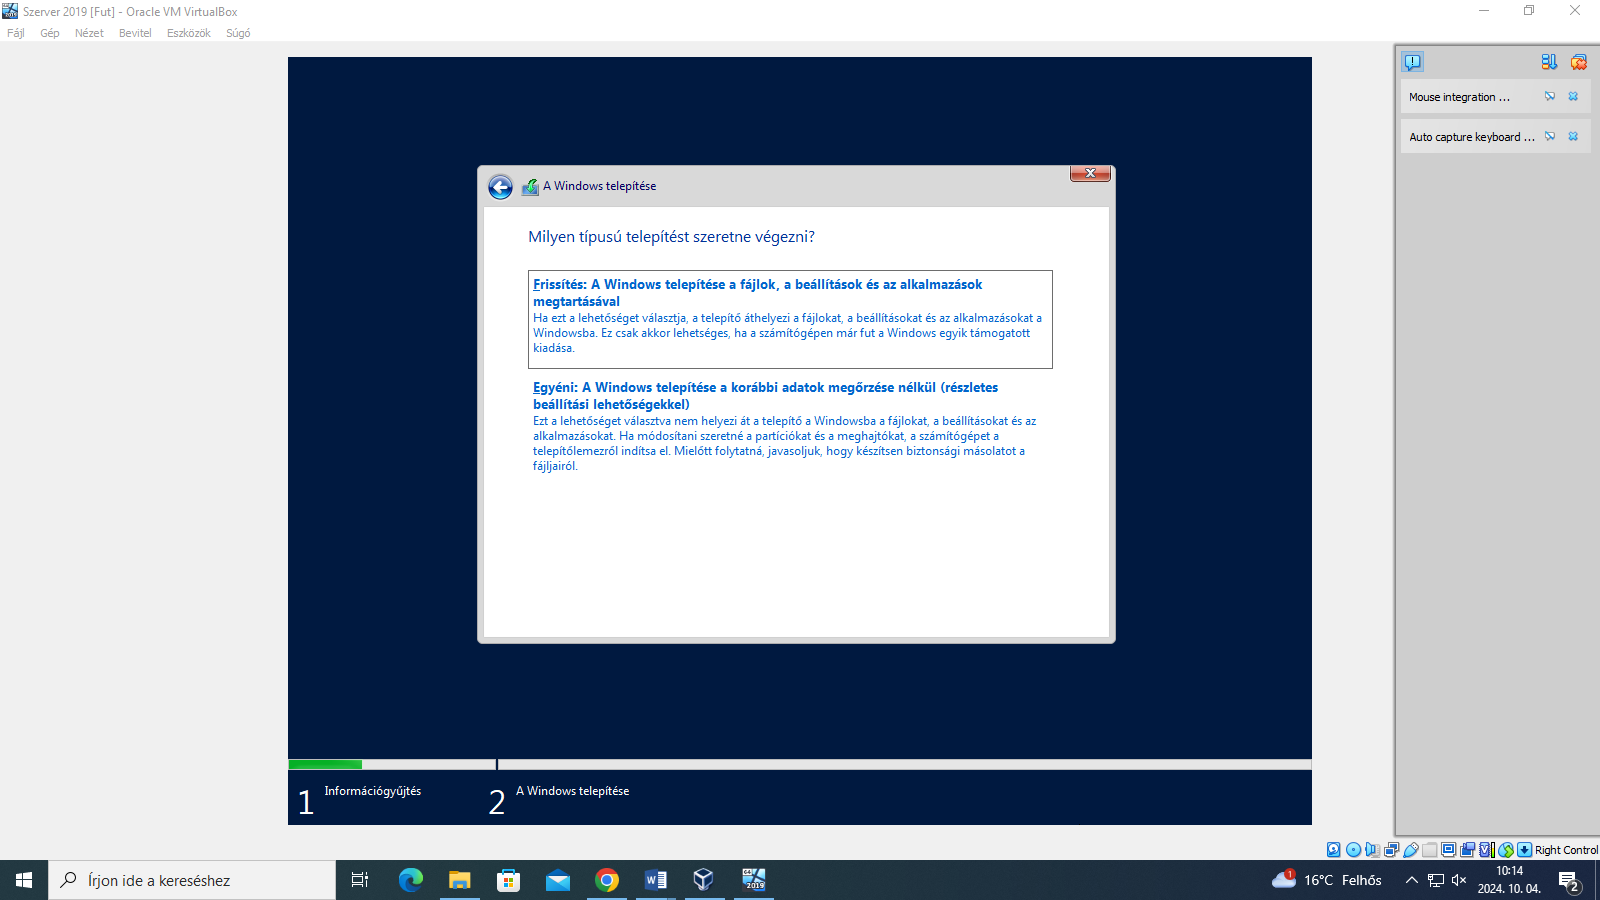 Szerver 2019 [Fut] - Oracle VM VirtualBox
Fájl Gép Nézet Bevitel Eszközök Súgó
Mouse integration ...
Auto capture keyboard ...
A Windows telepítése
Milyen típusú telepítést szeretne végezni?
Frissítés: A Windows telepítése a fájlok, a beállítások és az alkalmazások
megtartásával
Ha ezt a lehetőséget választja, a telepítő áthelyezi a fájlokat, a beállításokat és az alkalmazásokat a
Windowsba. Ez csak akkor lehetséges, ha a számítógépen már fut a Windows egyik támogatott
kiadása.
Egyéni: A Windows telepítése a korábbi adatok megőrzése nélkül (részletes
beállítási lehetőségekkel)
Ezt a lehetőséget választva nem helyezi át a telepítő a Windowsba a fájlokat, a beállításokat és az
alkalmazásokat. Ha módosítani szeretné a partíciókat és a meghajtókat, a számítógépet a
telepítőlemezről indítsa el. Mielőtt folytatná, javasoljuk, hogy készítsen biztonsági másolatot a
fájljairól.
1 Információgyűjtés
2 A Windows telepítése
Right Control
Írjon ide a kereséshez
64
2019
1
16°C Felhős
10:14
2024. 10. 04.
2